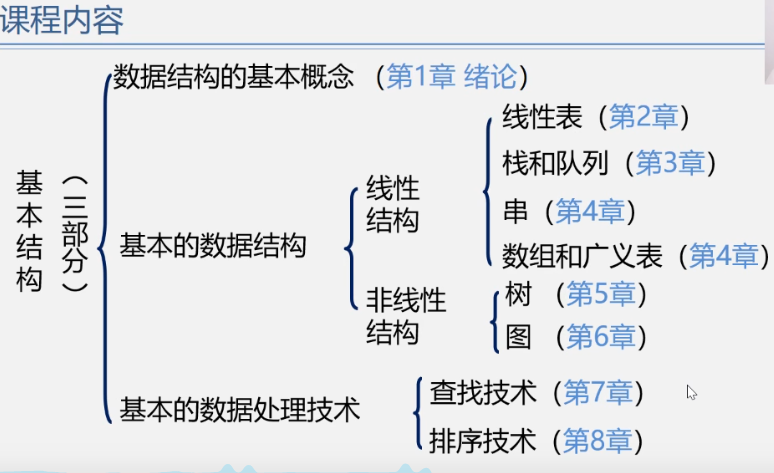 课程内容
数据结构的基本概念 （第1章 绪论）
基本结构
（三部分）
基本的数据结构
线性
结构
线性表（第2章）
栈和队列（第3章）
串（第4章）
数组和广义表（第4章）
非线性
结构
树 （第5章）
图 （第6章）
基本的数据处理技术
查找技术（第7章）
排序技术（第8章）